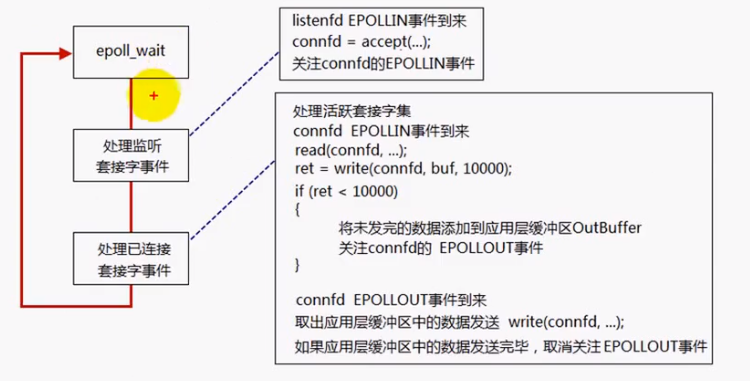 epoll_wait
处理监听
套接字事件
处理已连接
套接字事件
listenfd EPOLLIN事件到来
connfd = accept(...);
关注connfd的EPOLLIN事件
处理活跃套接字集
connfd EPOLLIN事件到来
read(connfd, ...);
ret = write(connfd, buf, 10000);
if (ret < 10000)
{
将未发完的数据添加到应用层缓冲区OutBuffer
关注connfd的 EPOLLOUT事件
}
connfd EPOLLOUT事件到来
取出应用层缓冲区中的数据发送 write(connfd, ...);
如果应用层缓冲区中的数据发送完毕，取消关注EPOLLOUT事件